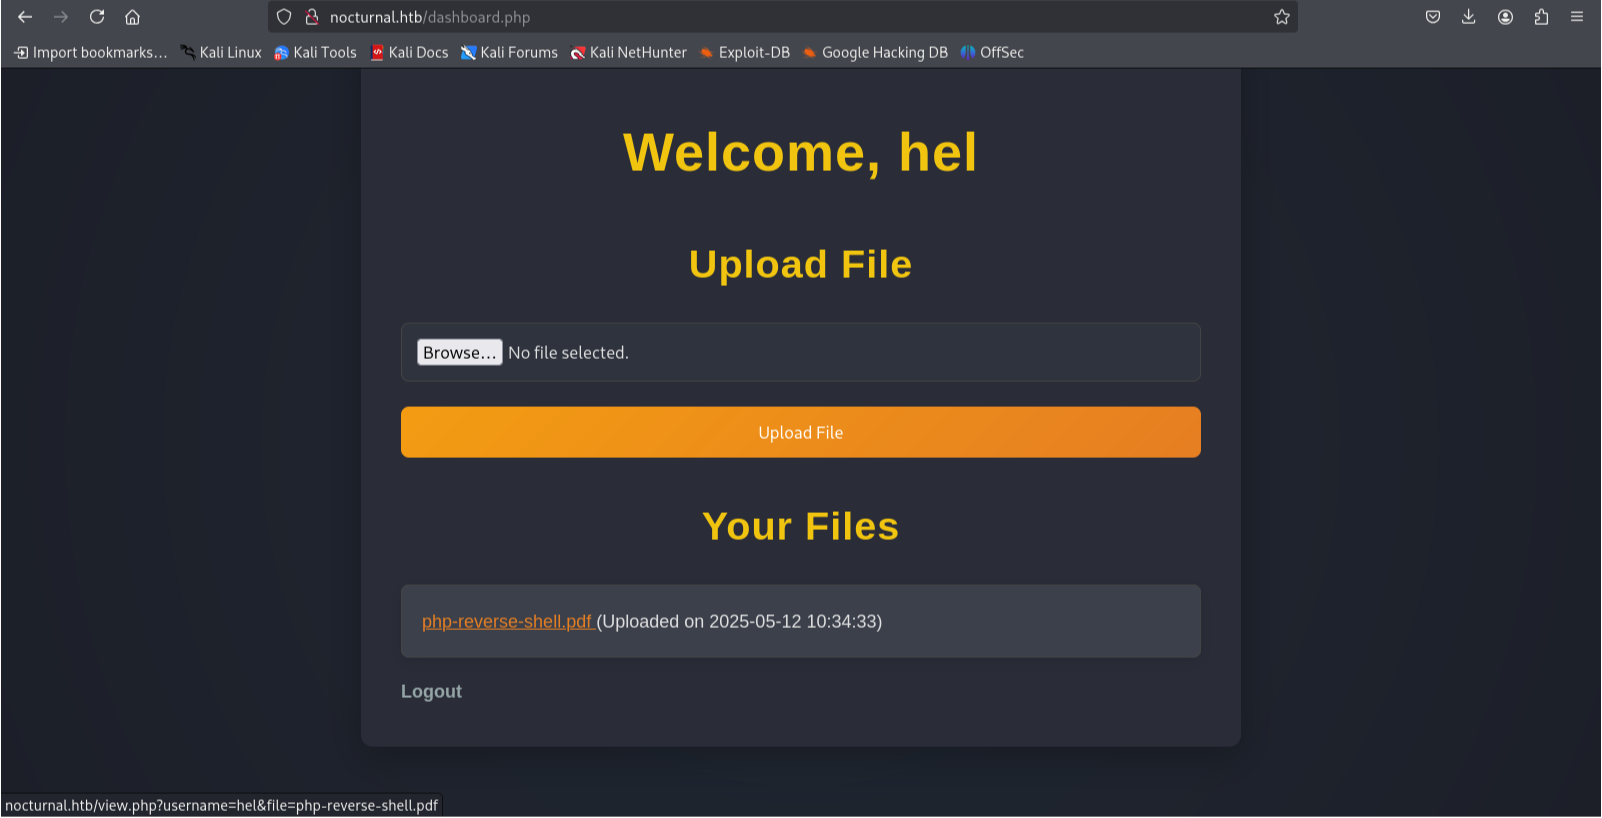 nocturnal.htb/dashboard.php
Import bookmarks... Kali Linux Kali Tools Kali Docs Kali Forums Kali NetHunter Exploit-DB Google Hacking DB OffSec
Welcome, hel
Upload File
Browse... No file selected.
Upload File
Your Files
php-reverse-shell.pdf (Uploaded on 2025-05-12 10:34:33)
Logout
nocturnal.htb/view.php?username=hel&file=php-reverse-shell.pdf